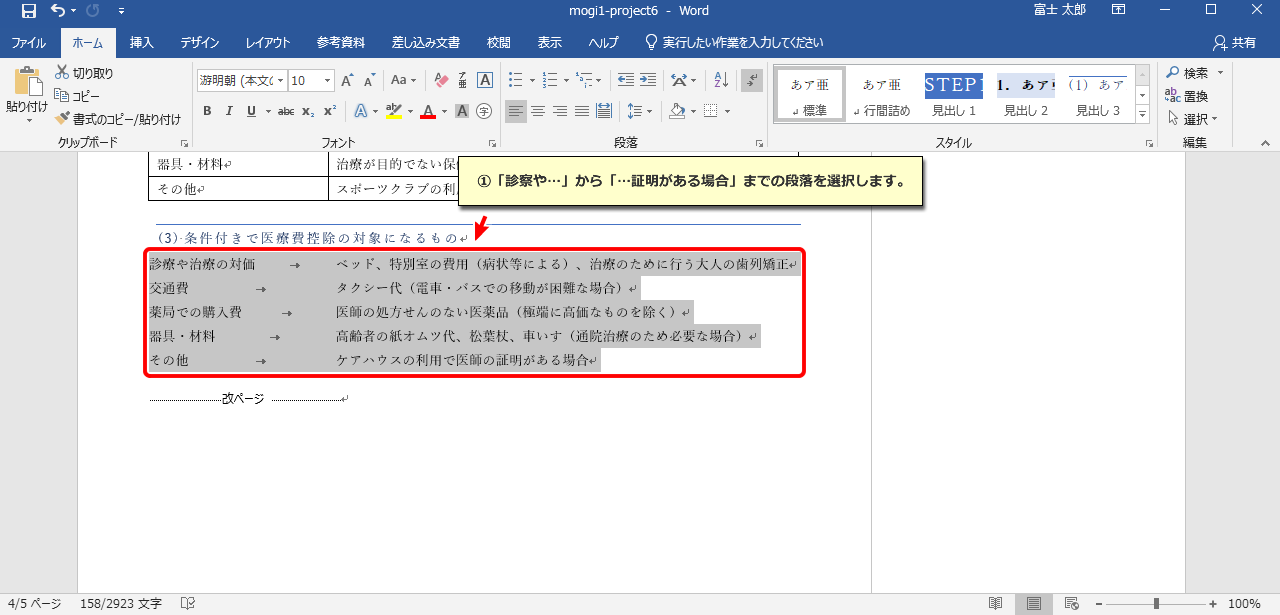 mogi1-project6 - Word
富士 太郎
ファイル ホーム 挿入 デザイン レイアウト 参考資料 差し込み文書 校閲 表示 ヘルプ 実行したい作業を入力してください 共有
貼り付け
切り取り
コピー
書式のコピー/貼り付け
クリップボード
游明朝 (本文の 10
Aa
B I U abc x₂ x²
フォント
段落
あア亜 標準
あア亜 行間詰め
STEP1 見出し 1
1. あア 見出し 2
(1) あア 見出し 3
スタイル
検索
置換
選択
編集
器具・材料
治療が目的でない保
その他
スポーツクラブの利
①「診察や…」から「…証明がある場合」までの段落を選択します。
(3) 条件付きで医療費控除の対象になるもの
診療や治療の対価 → ベッド、特別室の費用（病状等による）、治療のために行う大人の歯列矯正
交通費 → タクシー代（電車・バスでの移動が困難な場合）
薬局での購入費 → 医師の処方せんのない医薬品（極端に高価なものを除く）
器具・材料 → 高齢者の紙オムツ代、松葉杖、車いす（通院治療のため必要な場合）
その他 → ケアハウスの利用で医師の証明がある場合
改ページ
4/5 ページ 158/2923 文字
100%